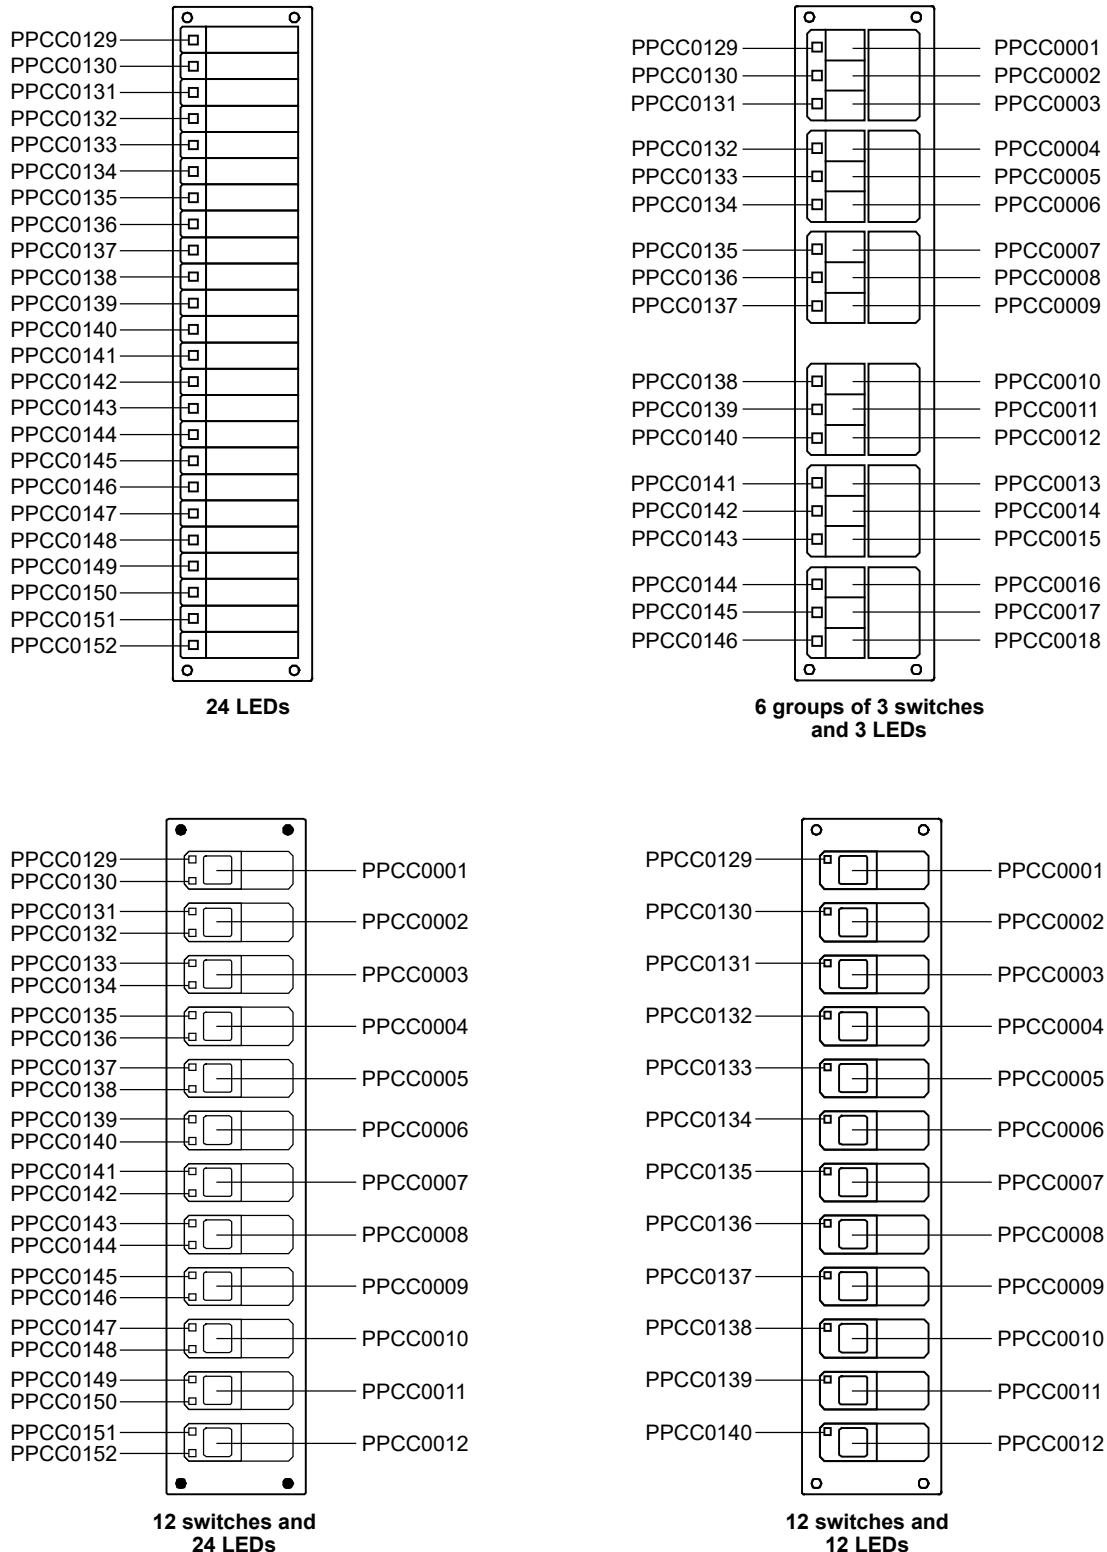 PPCC0129
PPCC0130
PPCC0131
PPCC0132
PPCC0133
PPCC0134
PPCC0135
PPCC0136
PPCC0137
PPCC0138
PPCC0139
PPCC0140
PPCC0141
PPCC0142
PPCC0143
PPCC0144
PPCC0145
PPCC0146
PPCC0147
PPCC0148
PPCC0149
PPCC0150
PPCC0151
PPCC0152
24 LEDs
PPCC0129 PPCC0001
PPCC0130 PPCC0002
PPCC0131 PPCC0003
PPCC0132 PPCC0004
PPCC0133 PPCC0005
PPCC0134 PPCC0006
PPCC0135 PPCC0007
PPCC0136 PPCC0008
PPCC0137 PPCC0009
PPCC0138 PPCC0010
PPCC0139 PPCC0011
PPCC0140 PPCC0012
PPCC0141 PPCC0013
PPCC0142 PPCC0014
PPCC0143 PPCC0015
PPCC0144 PPCC0016
PPCC0145 PPCC0017
PPCC0146 PPCC0018
6 groups of 3 switches
and 3 LEDs
PPCC0129
PPCC0001
PPCC0130
PPCC0131
PPCC0002
PPCC0132
PPCC0133
PPCC0003
PPCC0134
PPCC0135
PPCC0004
PPCC0136
PPCC0137
PPCC0005
PPCC0138
PPCC0139
PPCC0006
PPCC0140
PPCC0141
PPCC0007
PPCC0142
PPCC0143
PPCC0008
PPCC0144
PPCC0145
PPCC0009
PPCC0146
PPCC0147
PPCC0010
PPCC0148
PPCC0149
PPCC0011
PPCC0150
PPCC0151
PPCC0012
PPCC0152
12 switches and
24 LEDs
PPCC0129
PPCC0001
PPCC0130
PPCC0002
PPCC0131
PPCC0003
PPCC0132
PPCC0004
PPCC0133
PPCC0005
PPCC0134
PPCC0006
PPCC0135
PPCC0007
PPCC0136
PPCC0008
PPCC0137
PPCC0009
PPCC0138
PPCC0010
PPCC0139
PPCC0011
PPCC0140
PPCC0012
12 switches and
12 LEDs